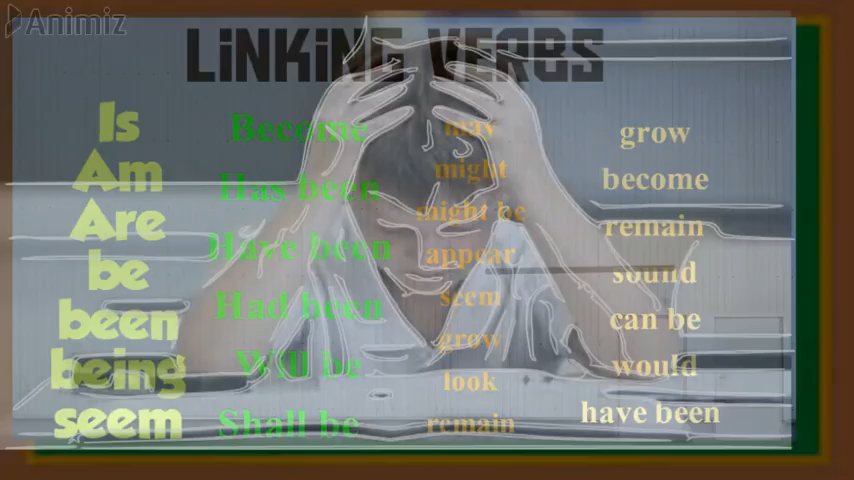 Animiz
LiNKiNG VERBS
Is
Am
Are
be
been
being
seem
Become
Has been
Have been
Had been
Will be
Shall be
may
might
might be
appear
seem
grow
look
remain
grow
become
remain
sound
can be
would
have been